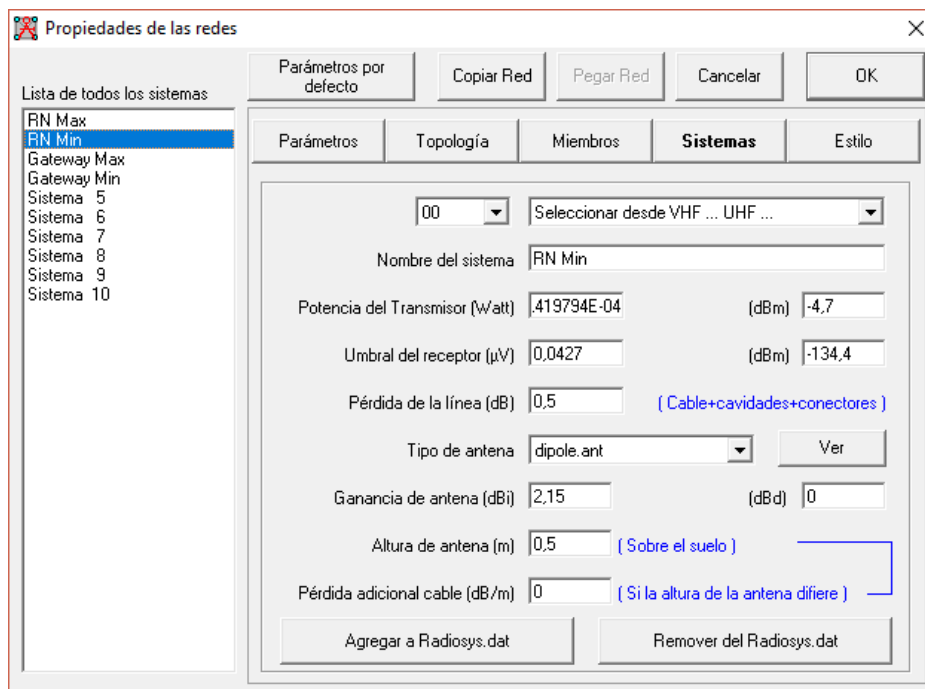 Propiedades de las redes
Parámetros por defecto
Copiar Red
Pegar Red
Cancelar
OK
Lista de todos los sistemas
RN Max
RN Min
Gateway Max
Gateway Min
Sistema 5
Sistema 6
Sistema 7
Sistema 8
Sistema 9
Sistema 10
Parámetros
Topología
Miembros
Sistemas
Estilo
00
Seleccionar desde VHF ... UHF ...
Nombre del sistema RN Min
Potencia del Transmisor (Watt) .419794E-04 (dBm) -4,7
Umbral del receptor (µV) 0,0427 (dBm) -134,4
Pérdida de la línea (dB) 0,5 ( Cable+cavidades+conectores )
Tipo de antena dipole.ant Ver
Ganancia de antena (dBi) 2,15 (dBd) 0
Altura de antena (m) 0,5 ( Sobre el suelo )
Pérdida adicional cable (dB/m) 0 ( Si la altura de la antena difiere )
Agregar a Radiosys.dat
Remover del Radiosys.dat